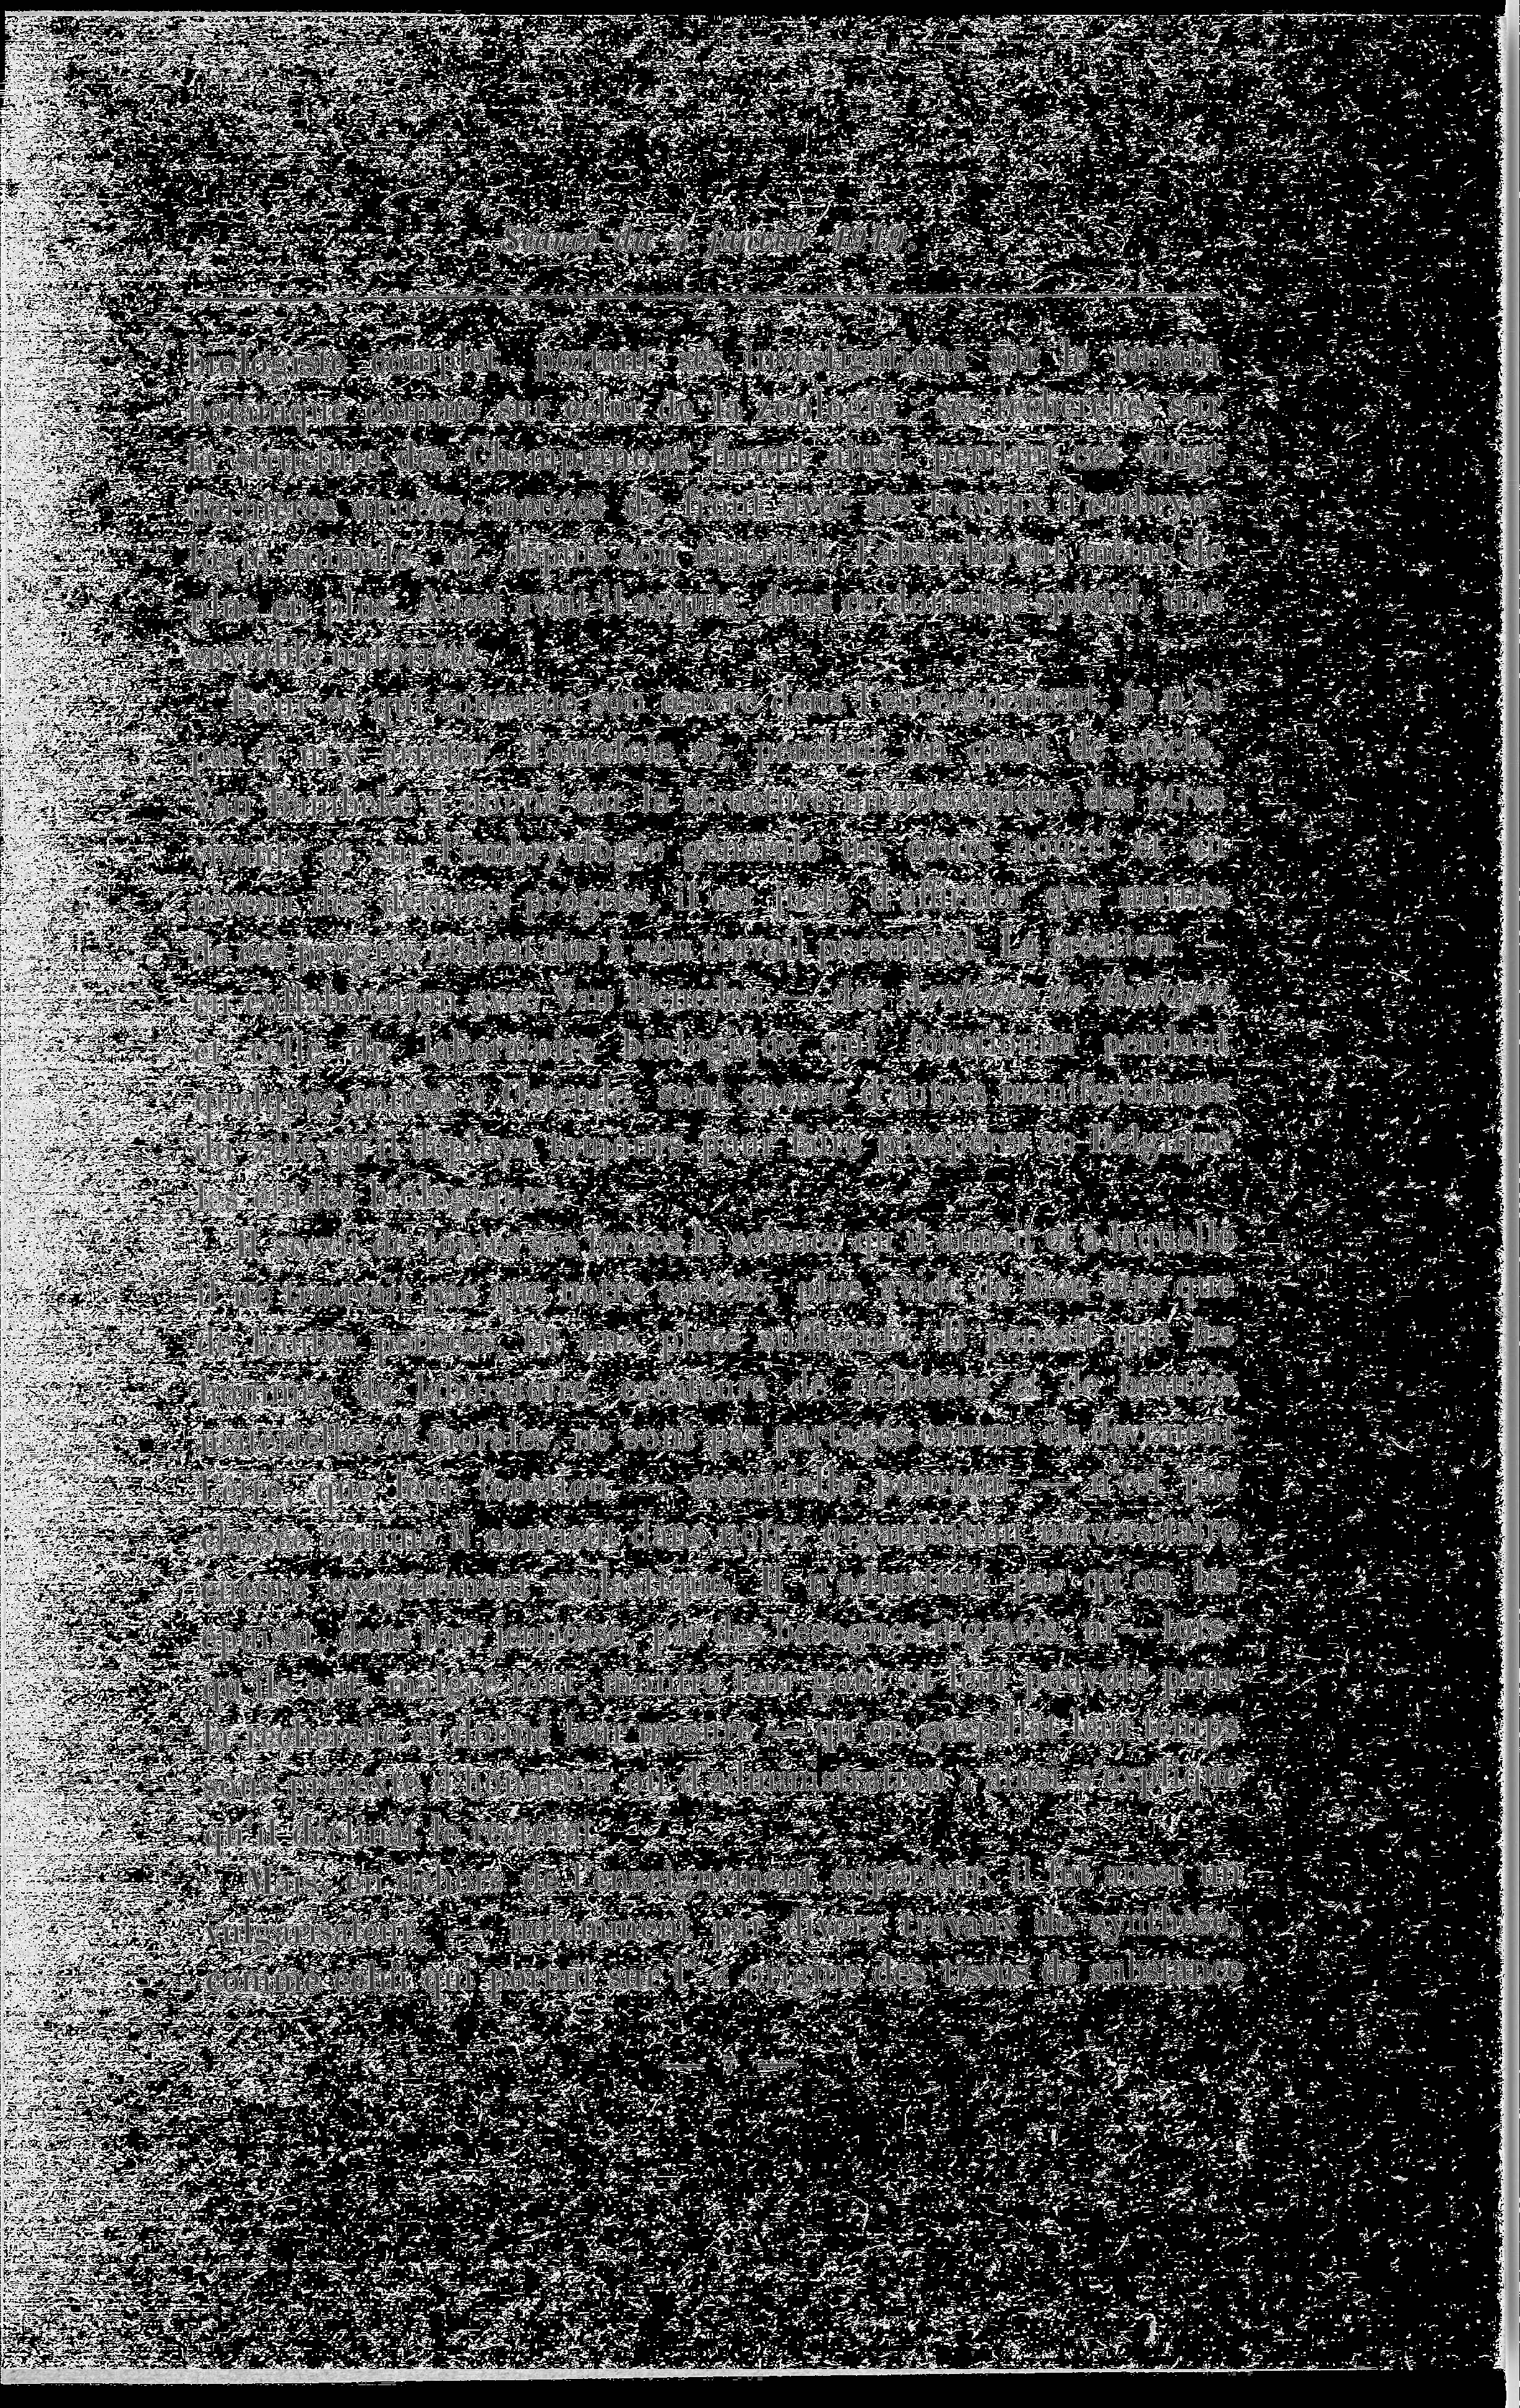 Séance du 4 janvier 1919.
biologiste complet, portant ses investigations sur le terrain
botanique comme sur celui de la zoologie : ses recherches sur
la structure des Champignons furent ainsi, pendant ces vingt
dernières années, menées de front avec ses travaux d'embryo-
logie animale, et, depuis son éméritat, l'absorbèrent même de
plus en plus. Aussi avait-il acquis, dans ce domaine spécial, une
enviable notoriété.
Pour ce qui concerne son œuvre dans l'enseignement, je n'ai
pas à m'y arrêter. Toutefois si, pendant un quart de siècle,
Van Bambeke a donné sur la structure microscopique des êtres
vivants et sur l'embryologie générale un cours nourri et au
niveau des derniers progrès, il est juste d'affirmer que maints
de ces progrès étaient dus à son travail personnel. La création —
en collaboration avec Van Beneden — des Archives de Biologie
et celle du laboratoire biologique qui fonctionna pendant
quelques années à Ostende, sont encore d'autres manifestations
du zèle qu'il déploya toujours pour faire prospérer en Belgique
les études biologiques.
Il servit de toutes ses forces la science qu'il aimait et à laquelle
il ne trouvait pas que notre société, plus avide de bien-être que
de hautes pensées, fît une place suffisante. Il pensait que les
hommes de laboratoire, créateurs de richesses et de beautés
matérielles et morales, ne sont pas partagés comme ils devraient
l'être, que leur fonction — essentielle pourtant — n'est pas
classée comme il convient dans notre organisation universitaire
encore exagérément scolastique. Il n'admettait pas qu'on les
épuisât, dans leur jeunesse, par des besognes ingrates, ni — lors-
qu'ils ont, malgré tout, montré leur goût et leur pouvoir pour
la recherche et donné leur mesure — qu'on gaspillât leur temps
sous prétexte d'honneurs ou d'administration : ainsi s'explique
qu'il déclinât le rectorat.
Mais, en dehors de l'enseignement supérieur, il fut aussi un
vulgarisateur, — notamment par divers travaux de synthèse,
comme celui qui portait sur l' « origine des tissus de substance